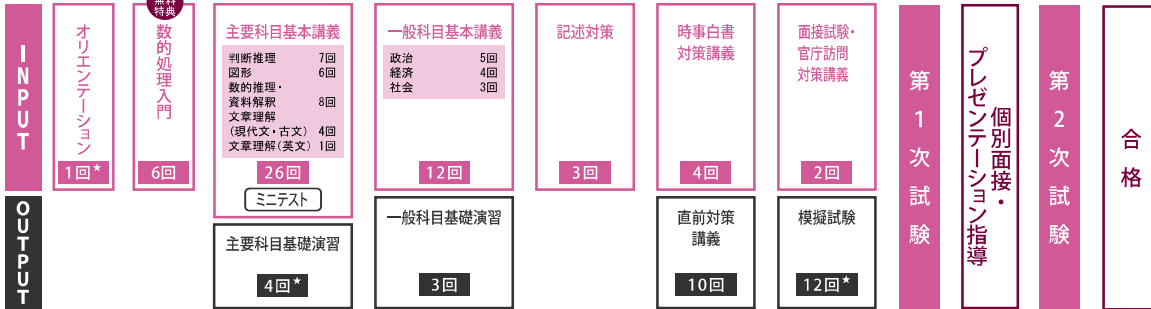 INPUT
オリエンテーション
1回★
無料
特典
数的処理入門
6回
主要科目基本講義
判断推理 7回
図形 6回
数的推理・
資料解釈 8回
文章理解
(現代文・古文) 4回
文章理解(英文) 1回
26回
ミニテスト
一般科目基本講義
政治 5回
経済 4回
社会 3回
12回
記述対策
3回
時事白書
対策講義
4回
面接試験・
官庁訪問
対策講義
2回
OUTPUT
主要科目基礎演習
4回★
一般科目基礎演習
3回
直前対策
講義
10回
模擬試験
12回★
第1次試験
個別面接・
プレゼンテーション指導
第2次試験
合格